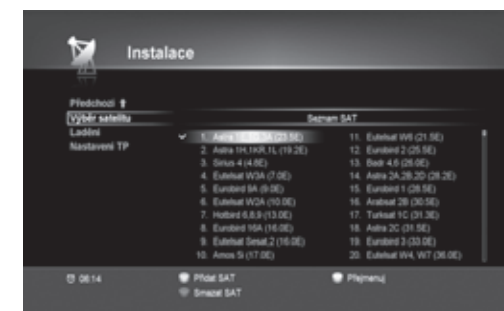 Instalace
Předchozí
Výběr satelitu
Ladění
Nastavení TP
Seznam SAT
1. Astra (23.5E)
2. Astra 1H,1KR,1L (19.2E)
3. Sirius 4 (4.8E)
4. Eutelsat W3A (7.0E)
5. Eurobird 9A (9.0E)
6. Eutelsat W2A (10.0E)
7. Hotbird 6,8,9 (13.0E)
8. Eurobird 16A (16.0E)
9. Eutelsat Sesat,2 (16.0E)
10. Amos 5i (17.0E)
11. Eutelsat W6 (21.5E)
12. Eurobird 2 (25.5E)
13. Badr 4,6 (26.0E)
14. Astra 2A,2B,2D (28.2E)
15. Eurobird 1 (28.5E)
16. Arabsat 2B (30.5E)
17. Turksat 1C (31.3E)
18. Astra 2C (31.5E)
19. Eurobird 3 (33.0E)
20. Eutelsat W4, W7 (36.0E)
06:14
Přidat SAT
Přejmenuj
Smazat SAT